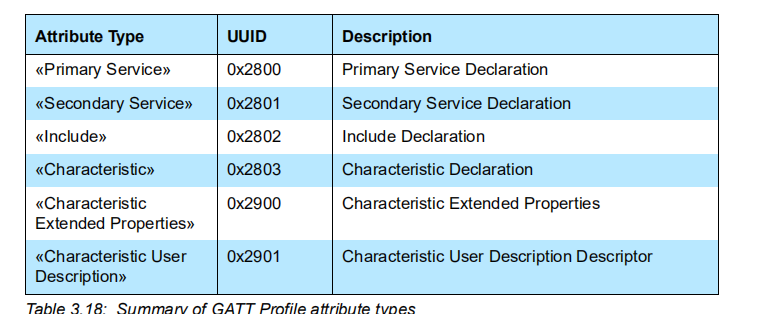 Attribute Type UUID Description
«Primary Service» 0x2800 Primary Service Declaration
«Secondary Service» 0x2801 Secondary Service Declaration
«Include» 0x2802 Include Declaration
«Characteristic» 0x2803 Characteristic Declaration
«Characteristic 0x2900 Characteristic Extended Properties
Extended Properties»
«Characteristic User 0x2901 Characteristic User Description Descriptor
Description»
Table 3.18: Summary of GATT Profile attribute types